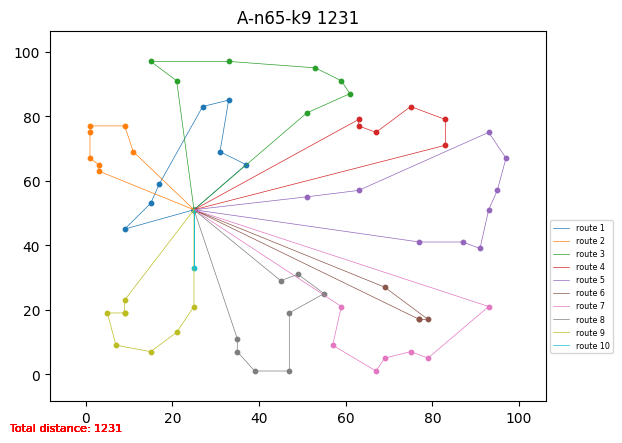 A-n65-k9 1231
100
80
60
40
20
0
0 20 40 60 80 100
route 1
route 2
route 3
route 4
route 5
route 6
route 7
route 8
route 9
route 10
Total distance: 1231